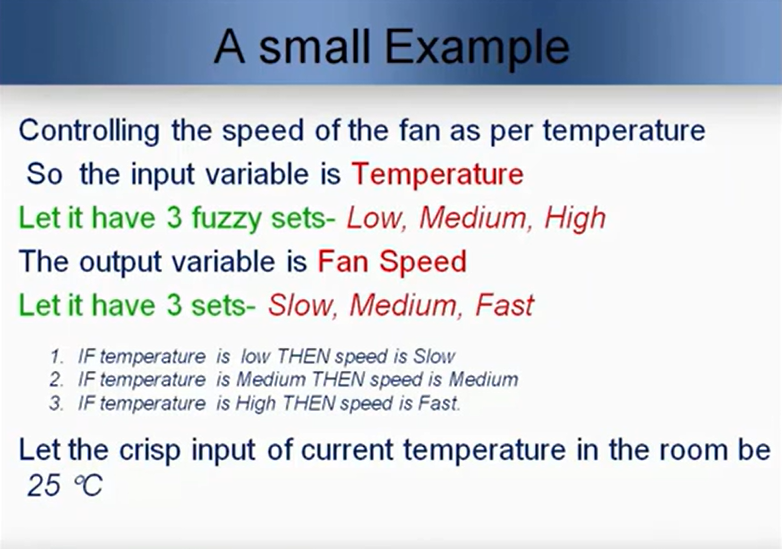 A small Example
Controlling the speed of the fan as per temperature
So the input variable is Temperature
Let it have 3 fuzzy sets- Low, Medium, High
The output variable is Fan Speed
Let it have 3 sets- Slow, Medium, Fast
1. IF temperature is low THEN speed is Slow
2. IF temperature is Medium THEN speed is Medium
3. IF temperature is High THEN speed is Fast.
Let the crisp input of current temperature in the room be
25 °C